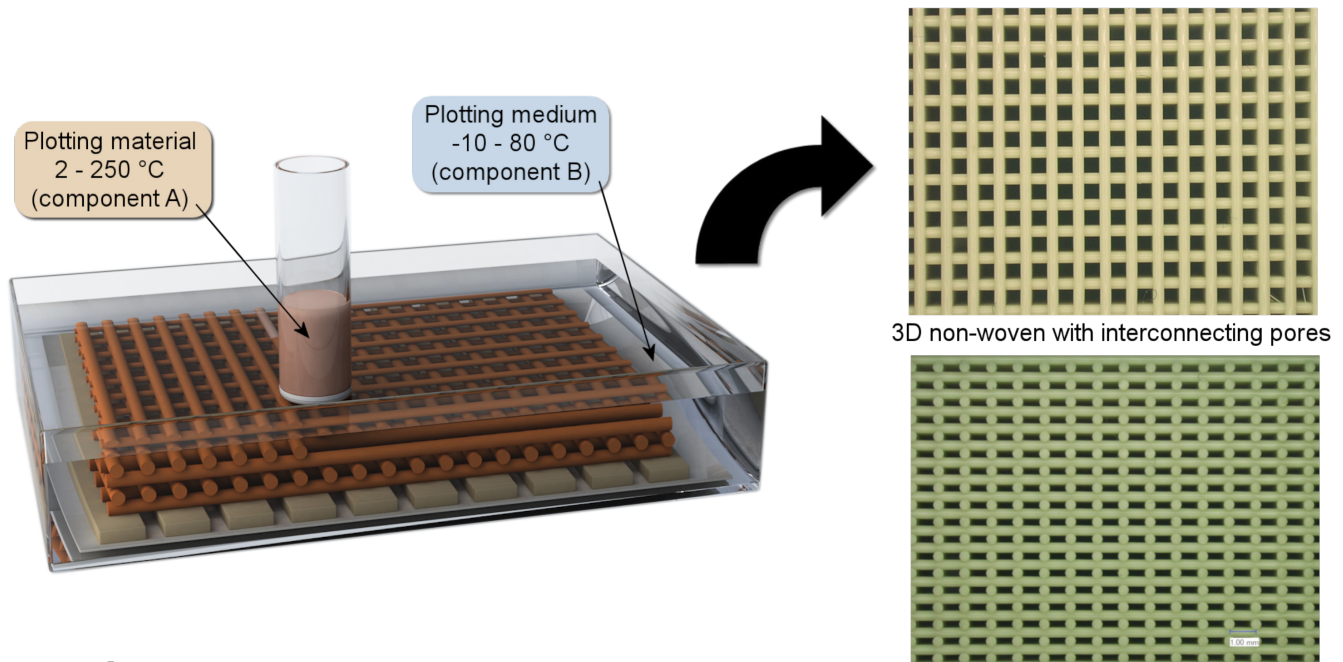 Plotting material
2 - 250 °C
(component A)
Plotting medium
-10 - 80 °C
(component B)
3D non-woven with interconnecting pores
1.00 mm